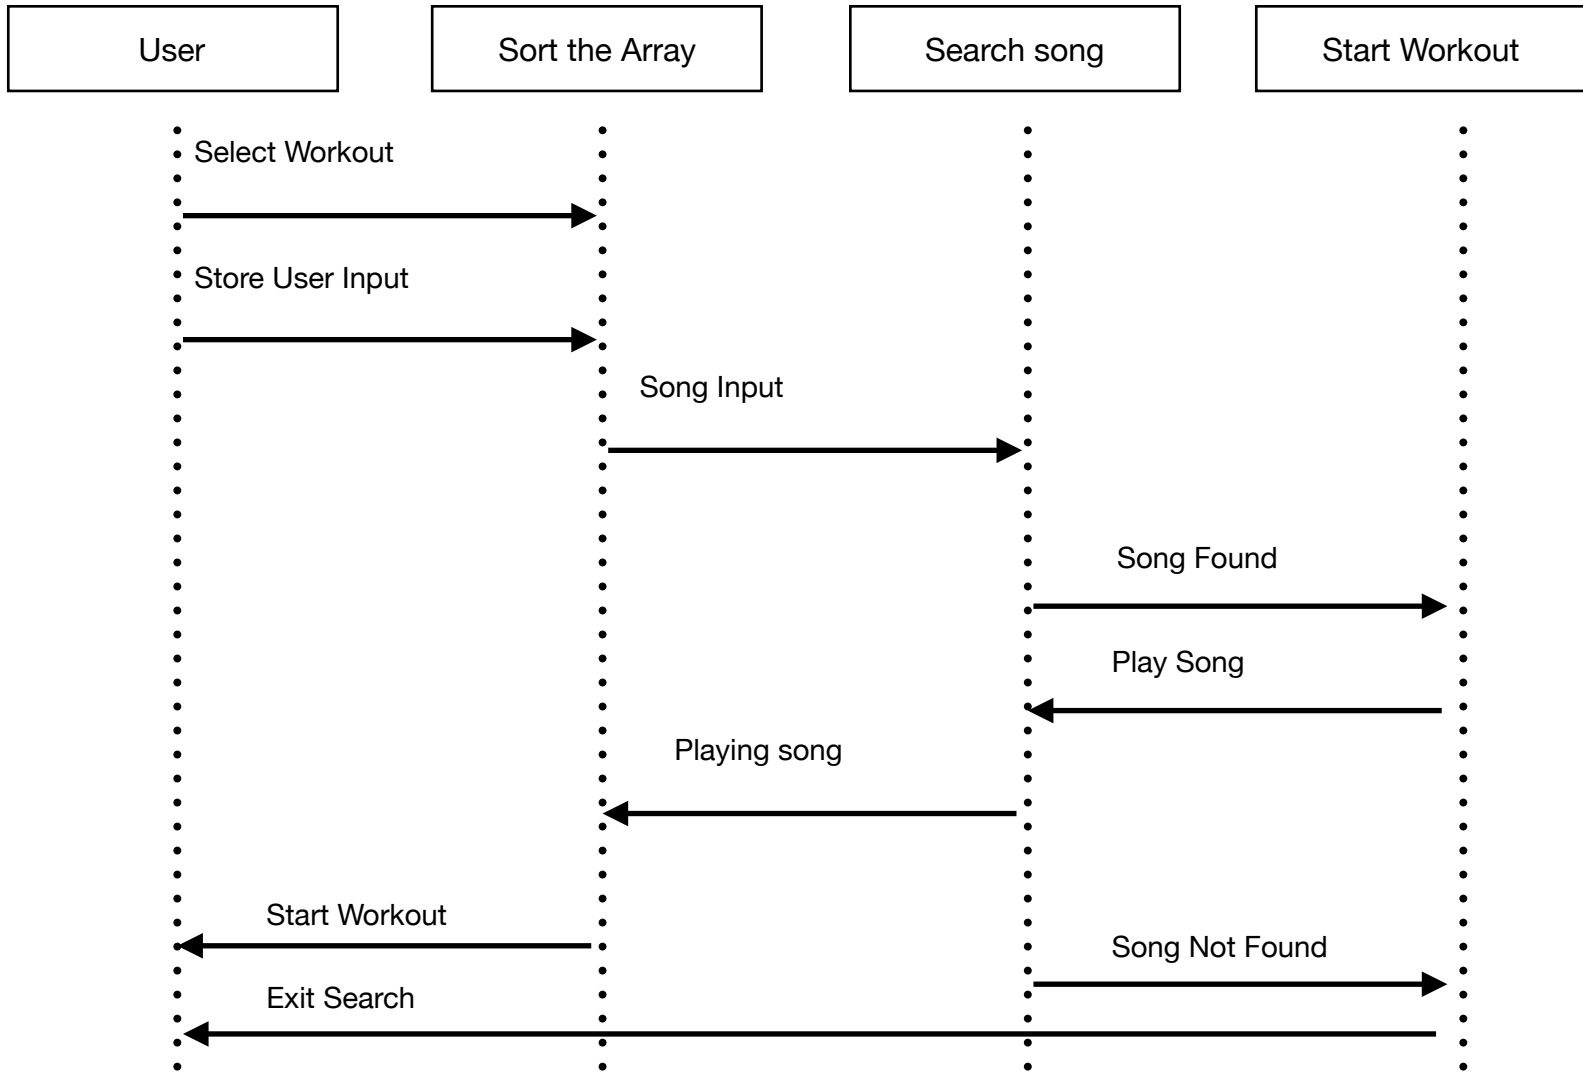 User
Sort the Array
Search song
Start Workout
Select Workout
Store User Input
Song Input
Song Found
Play Song
Playing song
Start Workout
Song Not Found
Exit Search